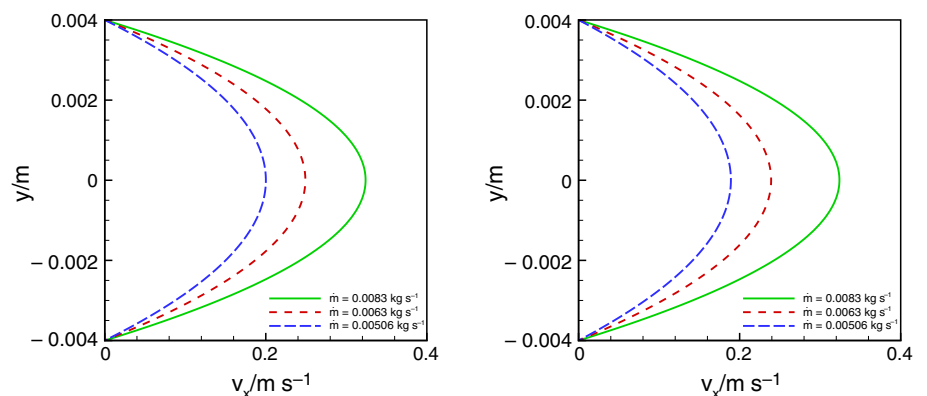 0.004
0.002
0
– 0.002
– 0.004
y/m
0 0.2 0.4
vₓ/m s⁻¹
ṁ = 0.0083 kg s⁻¹
ṁ = 0.0063 kg s⁻¹
ṁ = 0.00506 kg s⁻¹
0.004
0.002
0
– 0.002
– 0.004
y/m
0 0.2 0.4
vₓ/m s⁻¹
ṁ = 0.0083 kg s⁻¹
ṁ = 0.0063 kg s⁻¹
ṁ = 0.00506 kg s⁻¹